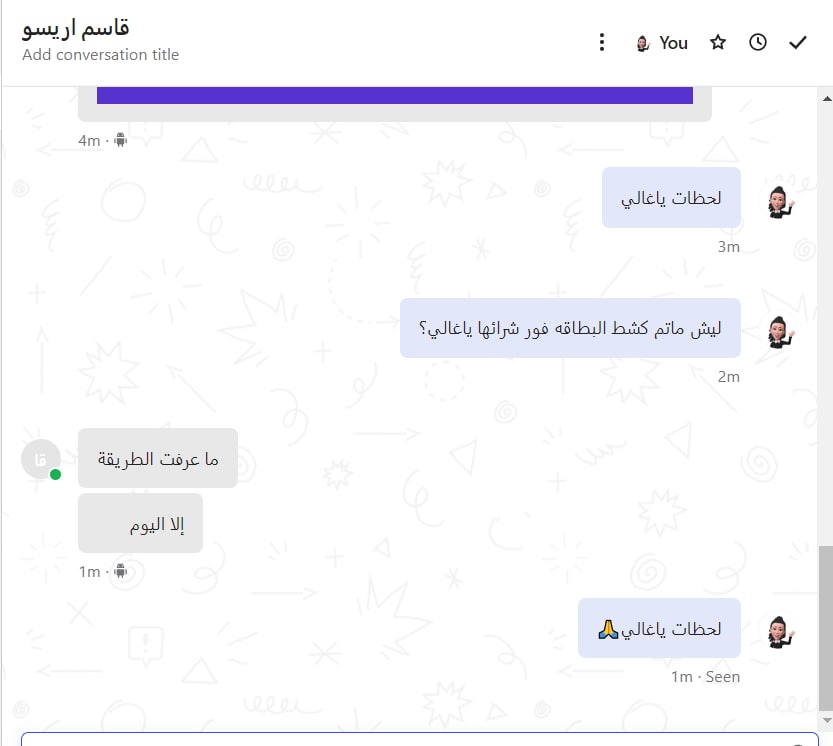 قاسم اريسو
Add conversation title
You
4m ·
لحظات ياغالي
3m
ليش ماتم كشط البطاقه فور شرائها ياغالي؟
2m
قا
ما عرفت الطريقة
إلا اليوم
1m ·
لحظات ياغالي🙏
1m · Seen